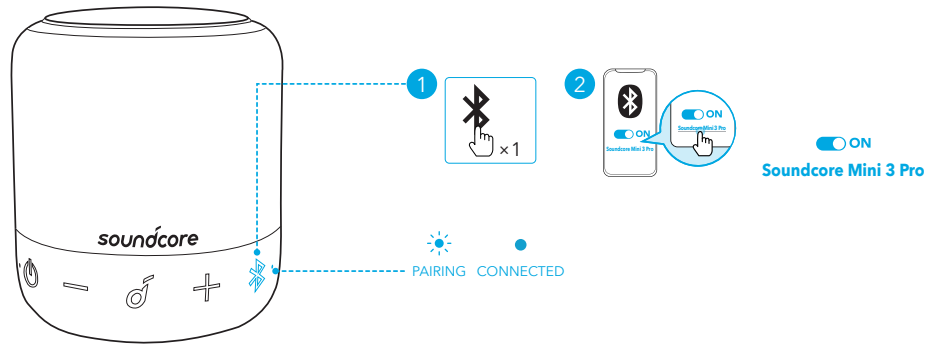 soundcore
1
×1
2
ON
Soundcore Mini 3 Pro
ON
Soundcore Mini 3 Pro
ON
Soundcore Mini 3 Pro
PAIRING CONNECTED